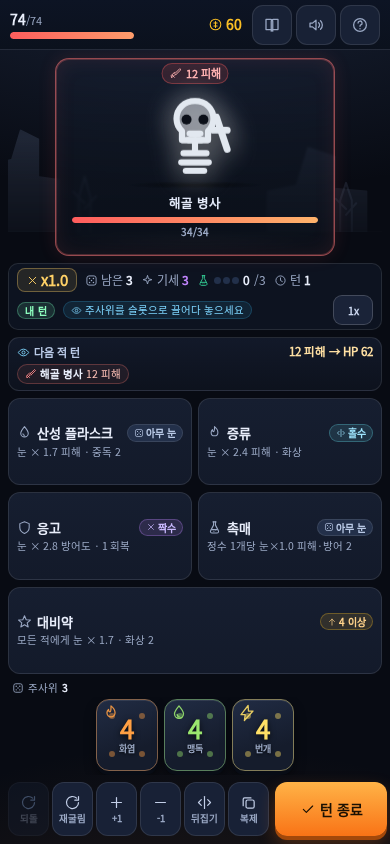 74/74
60
12 피해
해골 병사
34/34
x1.0 남은 3 기세 3 0 /3 턴 1
내 턴 주사위를 슬롯으로 끌어다 놓으세요 1x
다음 적 턴 12 피해 → HP 62
해골 병사 12 피해
산성 플라스크 아무 눈
눈 × 1.7 피해 · 중독 2
증류 홀수
눈 × 2.4 피해 · 화상
응고 짝수
눈 × 2.8 방어도 · 1회복
촉매 아무 눈
정수 1개당 눈×1.0 피해·방어 2
대비약 4 이상
모든 적에게 눈 × 1.7 · 화상 2
주사위 3
4
화염
4
맹독
4
번개
되돌
재굴림
+1
-1
뒤집기
복제
턴 종료